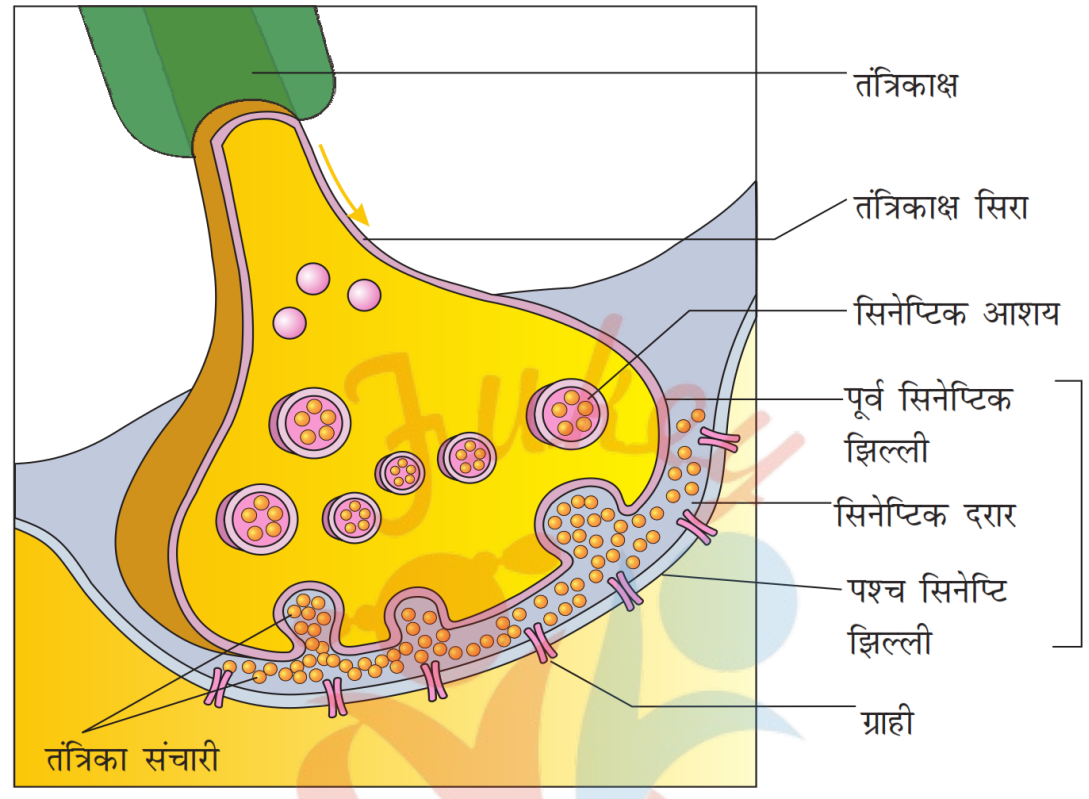 तंत्रिकाक्ष
तंत्रिकाक्ष सिरा
सिनेप्टिक आशय
पूर्व सिनेप्टिक
झिल्ली
सिनेप्टिक दरार
पश्च सिनेप्टि
झिल्ली
ग्राही
तंत्रिका संचारी